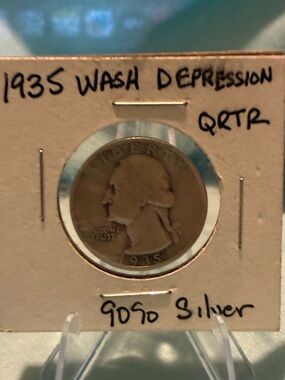 1935 WASH DEPRESSION
QRTR
LIBERTY
IN GOD WE
TRUST
1935
90% Silver